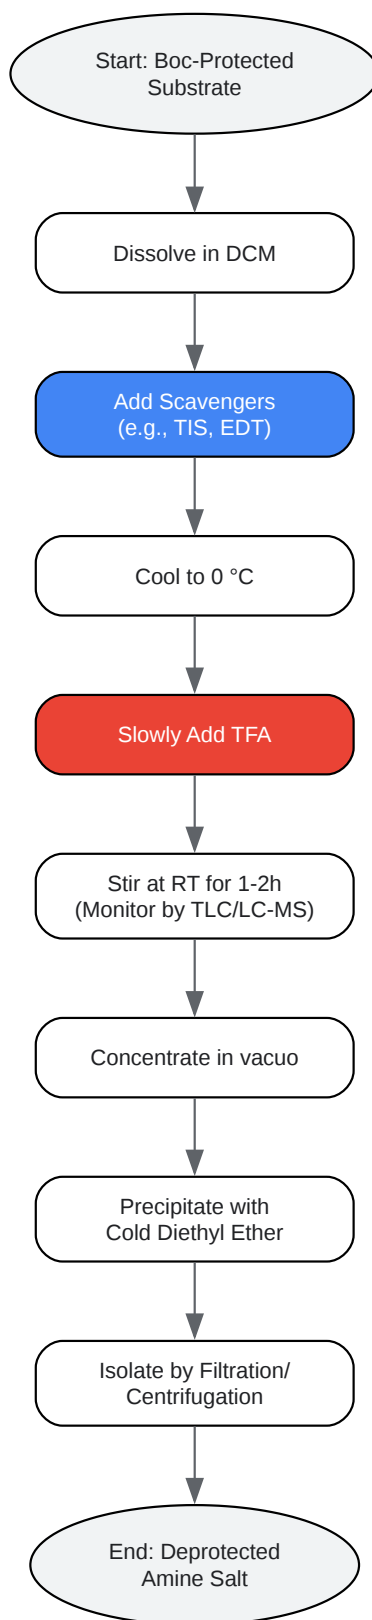 Start: Boc-Protected
Substrate
Dissolve in DCM
Add Scavengers
(e.g., TIS, EDT)
Cool to 0 °C
Slowly Add TFA
Stir at RT for 1-2h
(Monitor by TLC/LC-MS)
Concentrate in vacuo
Precipitate with
Cold Diethyl Ether
Isolate by Filtration/
Centrifugation
End: Deprotected
Amine Salt